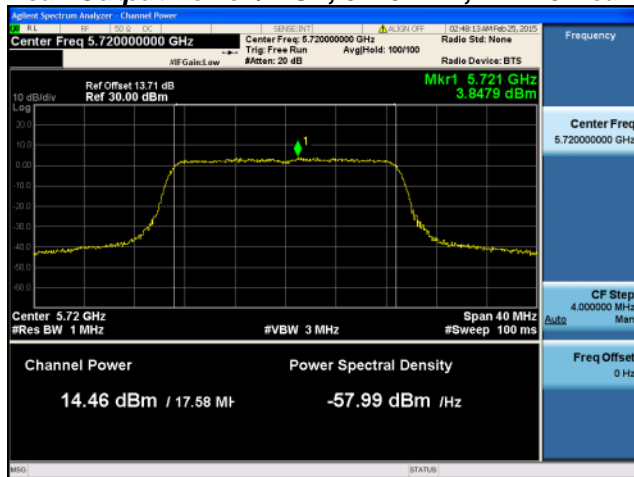 Agilent Spectrum Analyzer - Channel Power
RL RF 50 Ω DC SENSE:INT ALIGN OFF 02:48:13 AM Feb 25, 2015
Center Freq 5.720000000 GHz Center Freq: 5.720000000 GHz Radio Std: None
Trig: Free Run Avg|Hold: 100/100
#IFGain:Low #Atten: 20 dB Radio Device: BTS
Frequency
Ref Offset 13.71 dB Mkr1 5.721 GHz
10 dB/div Ref 30.00 dBm 3.8479 dBm
Log
20.0
10.0
0.00
-10.0
-20.0
-30.0
-40.0
-50.0
-60.0
1
Center 5.72 GHz Span 40 MHz
#Res BW 1 MHz #VBW 3 MHz #Sweep 100 ms
Channel Power Power Spectral Density
14.46 dBm / 17.58 MH -57.99 dBm /Hz
Center Freq
5.720000000 GHz
CF Step
4.000000 MHz
Auto Man
Freq Offset
0 Hz
MSG STATUS